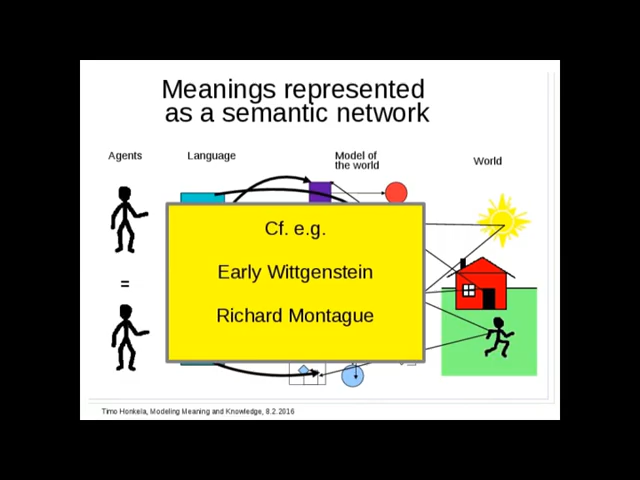 Meanings represented
as a semantic network
Agents
Language
Model of
the world
World
Cf. e.g.
Early Wittgenstein
Richard Montague
=
Timo Honkela, Modeling Meaning and Knowledge, 8.2.2016